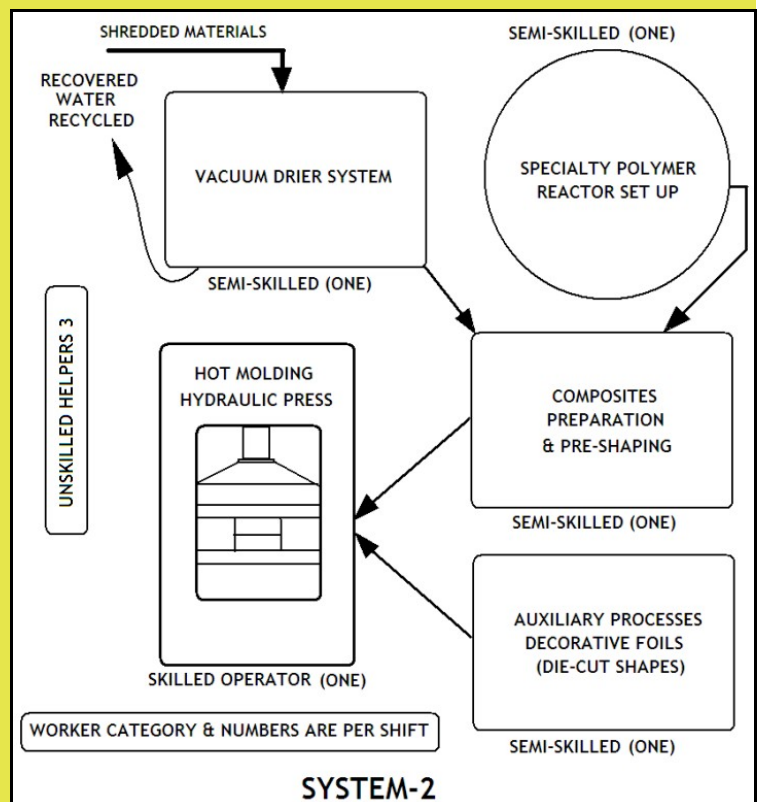 SHREDDED MATERIALS
SEMI-SKILLED (ONE)
RECOVERED
WATER
RECYCLED
VACUUM DRIER SYSTEM
SPECIALTY POLYMER
REACTOR SET UP
SEMI-SKILLED (ONE)
UNSKILLED HELPERS 3
HOT MOLDING
HYDRAULIC PRESS
COMPOSITES
PREPARATION
& PRE-SHAPING
SEMI-SKILLED (ONE)
AUXILIARY PROCESSES
DECORATIVE FOILS
(DIE-CUT SHAPES)
SKILLED OPERATOR (ONE)
WORKER CATEGORY & NUMBERS ARE PER SHIFT
SEMI-SKILLED (ONE)
SYSTEM-2